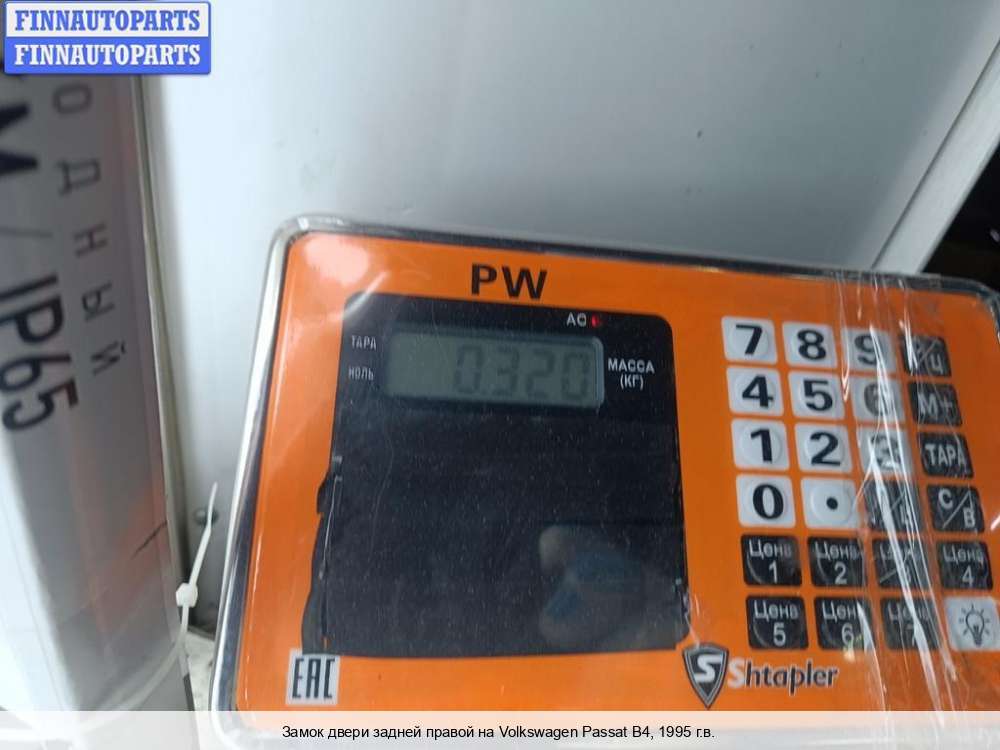 FINNAUTOPARTS
FINNAUTOPARTS
ОДНЫЙ
/IP65
PW
AC
ТАРА
НОЛЬ
0.320
МАССА
(КГ)
7 8 9
4 5
М+
1 2
ТАРА
0 .
С/В
Цена 1
Цена 2
Цена 4
Цена 5
Цена 6
Цена 7
EAC
S Shtapler
Замок двери задней правой на Volkswagen Passat B4, 1995 г.в.